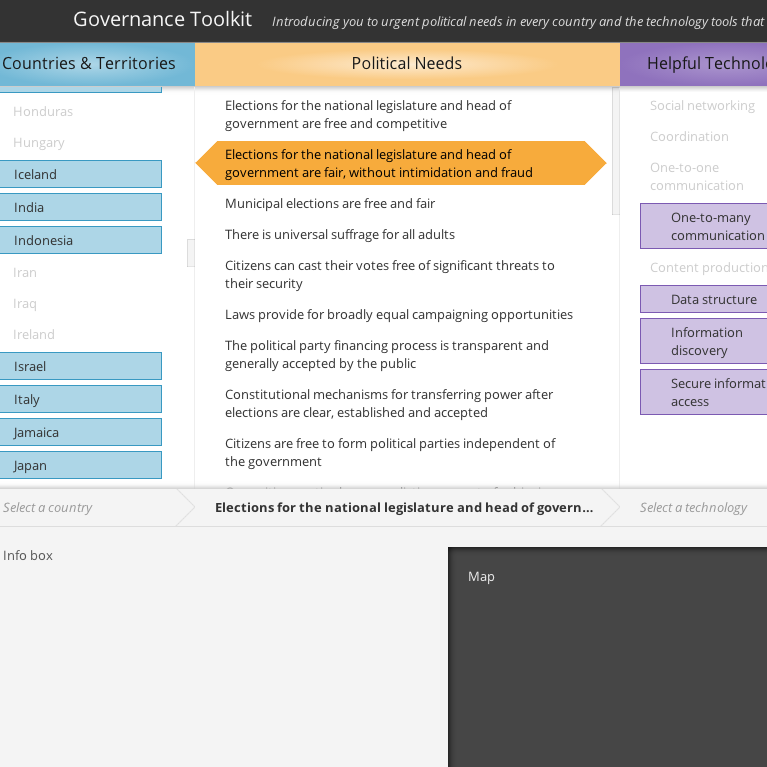 Governance Toolkit
Introducing you to urgent political needs in every country and the technology tools that
Countries & Territories
Political Needs
Helpful Technol
Honduras
Hungary
Iceland
India
Indonesia
Iran
Iraq
Ireland
Israel
Italy
Jamaica
Japan
Elections for the national legislature and head of
government are free and competitive
Elections for the national legislature and head of
government are fair, without intimidation and fraud
Municipal elections are free and fair
There is universal suffrage for all adults
Citizens can cast their votes free of significant threats to
their security
Laws provide for broadly equal campaigning opportunities
The political party financing process is transparent and
generally accepted by the public
Constitutional mechanisms for transferring power after
elections are clear, established and accepted
Citizens are free to form political parties independent of
the government
Social networking
Coordination
One-to-one
communication
One-to-many
communication
Content production
Data structure
Information
discovery
Secure informat
access
Select a country
Elections for the national legislature and head of govern...
Select a technology
Info box
Map